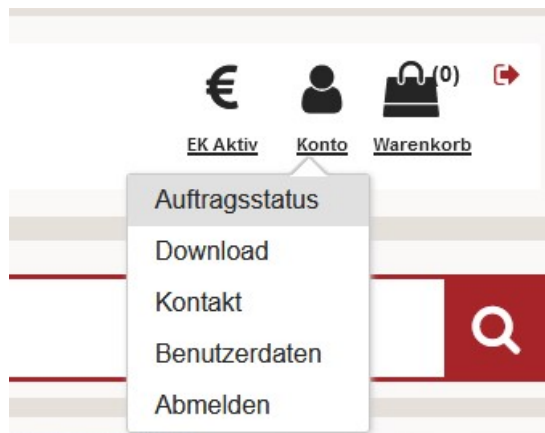 €
(0)
EK Aktiv Konto Warenkorb
Auftragsstatus
Download
Kontakt
Benutzerdaten
Abmelden